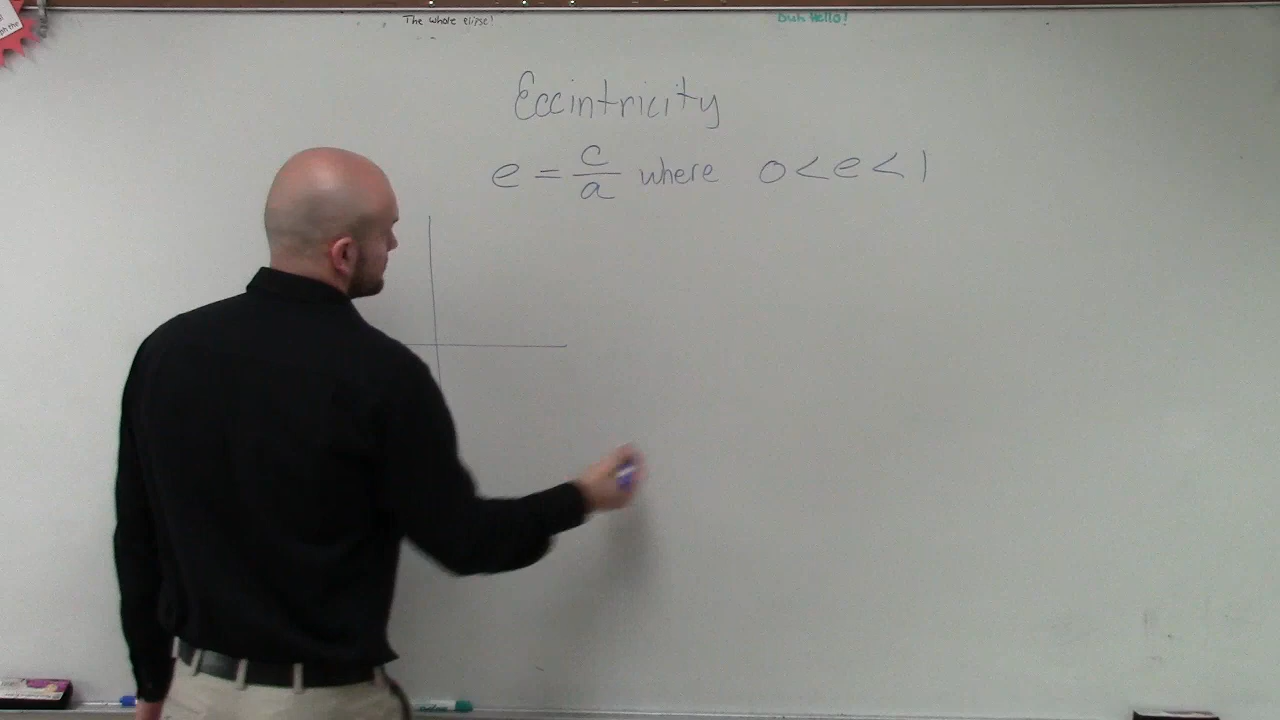 The whole elipse!
Duh Hello!
Eccintricity
e = c/a where 0 < e < 1